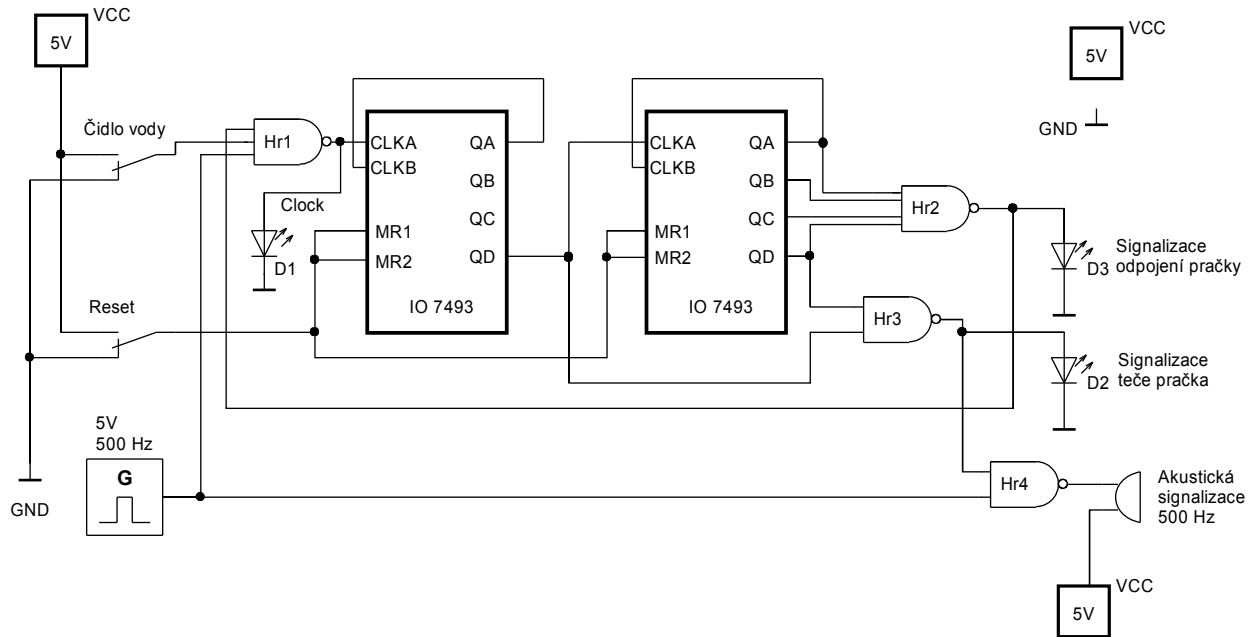 VCC
5V
VCC
5V
GND
Čidlo vody
Hr1
CLKA
CLKB
QA
QB
QC
QD
MR1
MR2
IO 7493
CLKA
CLKB
QA
QB
QC
QD
MR1
MR2
IO 7493
Clock
D1
Reset
Hr2
Hr3
D3
Signalizace
odpojení pračky
D2
Signalizace
teče pračka
5V
500 Hz
G
GND
Hr4
Akustická
signalizace
500 Hz
VCC
5V